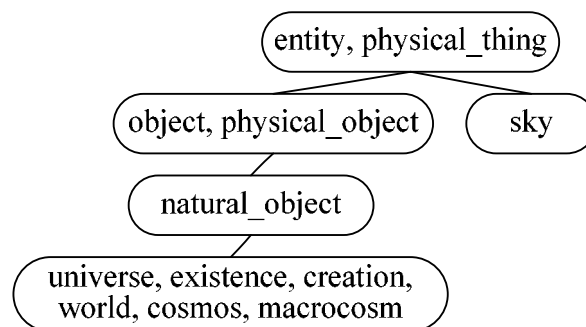 entity, physical_thing
object, physical_object
sky
natural_object
universe, existence, creation,
world, cosmos, macrocosm